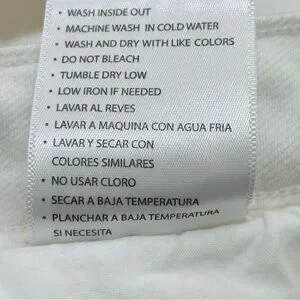 • WASH INSIDE OUT
• MACHINE WASH IN COLD WATER
• WASH AND DRY WITH LIKE COLORS
• DO NOT BLEACH
• TUMBLE DRY LOW
• LOW IRON IF NEEDED
• LAVAR AL REVES
• LAVAR A MAQUINA CON AGUA FRIA
• LAVAR Y SECAR CON
COLORES SIMILARES
• NO USAR CLORO
• SECAR A BAJA TEMPERATURA
• PLANCHAR A BAJA TEMPERATURA
SI NECESITA